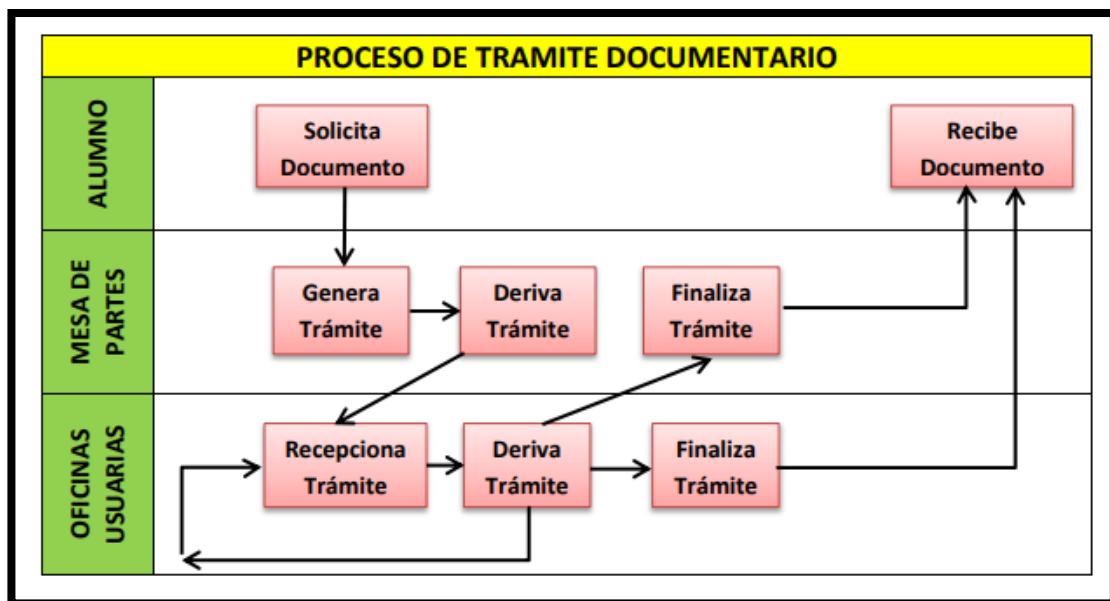 PROCESO DE TRAMITE DOCUMENTARIO
ALUMNO
Solicita
Documento
Recibe
Documento
MESA DE
PARTES
Genera
Trámite
Deriva
Trámite
Finaliza
Trámite
OFICINAS
USUARIAS
Recepciona
Trámite
Deriva
Trámite
Finaliza
Trámite